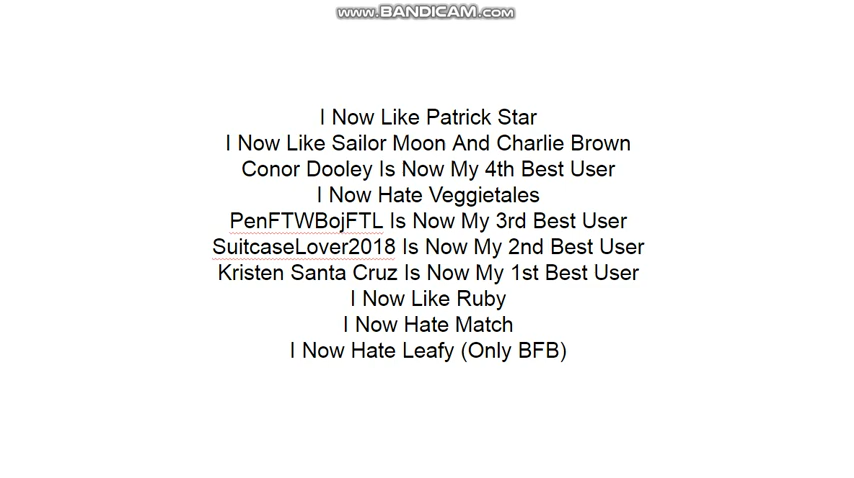 www.BANDICAM.com
I Now Like Patrick Star
I Now Like Sailor Moon And Charlie Brown
Conor Dooley Is Now My 4th Best User
I Now Hate Veggietales
PenFTWBojFTL Is Now My 3rd Best User
SuitcaseLover2018 Is Now My 2nd Best User
Kristen Santa Cruz Is Now My 1st Best User
I Now Like Ruby
I Now Hate Match
I Now Hate Leafy (Only BFB)